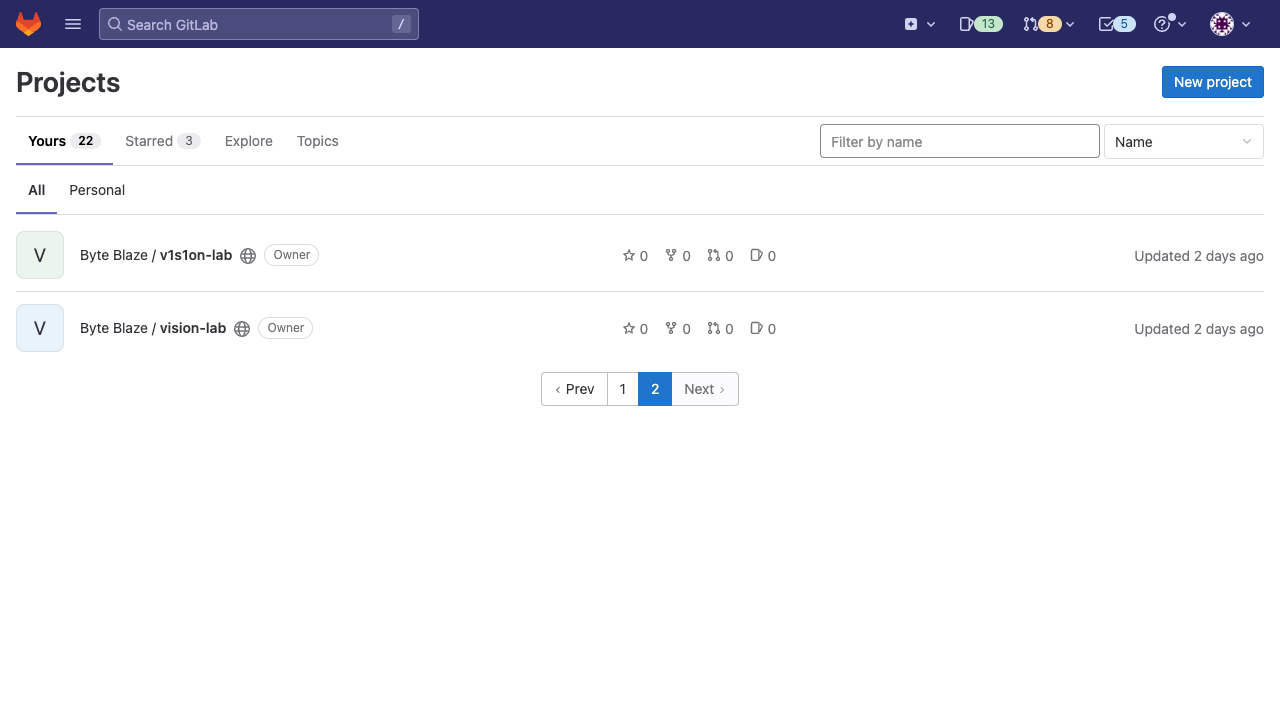 Search GitLab /
13
8
5
Projects
New project
Yours 22
Starred 3
Explore
Topics
Filter by name
Name
All
Personal
V
Byte Blaze / v1s1on-lab
Owner
0
0
0
0
Updated 2 days ago
V
Byte Blaze / vision-lab
Owner
0
0
0
0
Updated 2 days ago
‹ Prev
1
2
Next ›